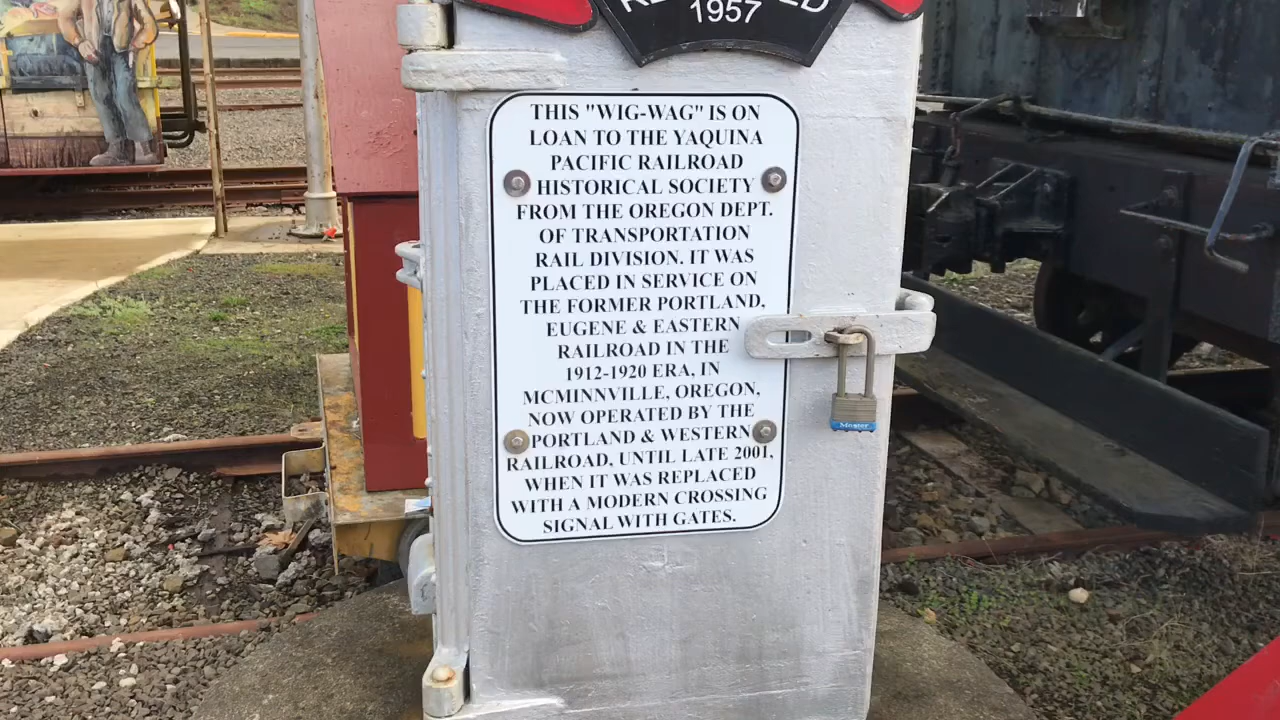 1957
THIS "WIG-WAG" IS ON
LOAN TO THE YAQUINA
PACIFIC RAILROAD
HISTORICAL SOCIETY
FROM THE OREGON DEPT.
OF TRANSPORTATION
RAIL DIVISION. IT WAS
PLACED IN SERVICE ON
THE FORMER PORTLAND,
EUGENE & EASTERN
RAILROAD IN THE
1912-1920 ERA, IN
MCMINNVILLE, OREGON,
NOW OPERATED BY THE
PORTLAND & WESTERN
RAILROAD, UNTIL LATE 2001,
WHEN IT WAS REPLACED
WITH A MODERN CROSSING
SIGNAL WITH GATES.
Master